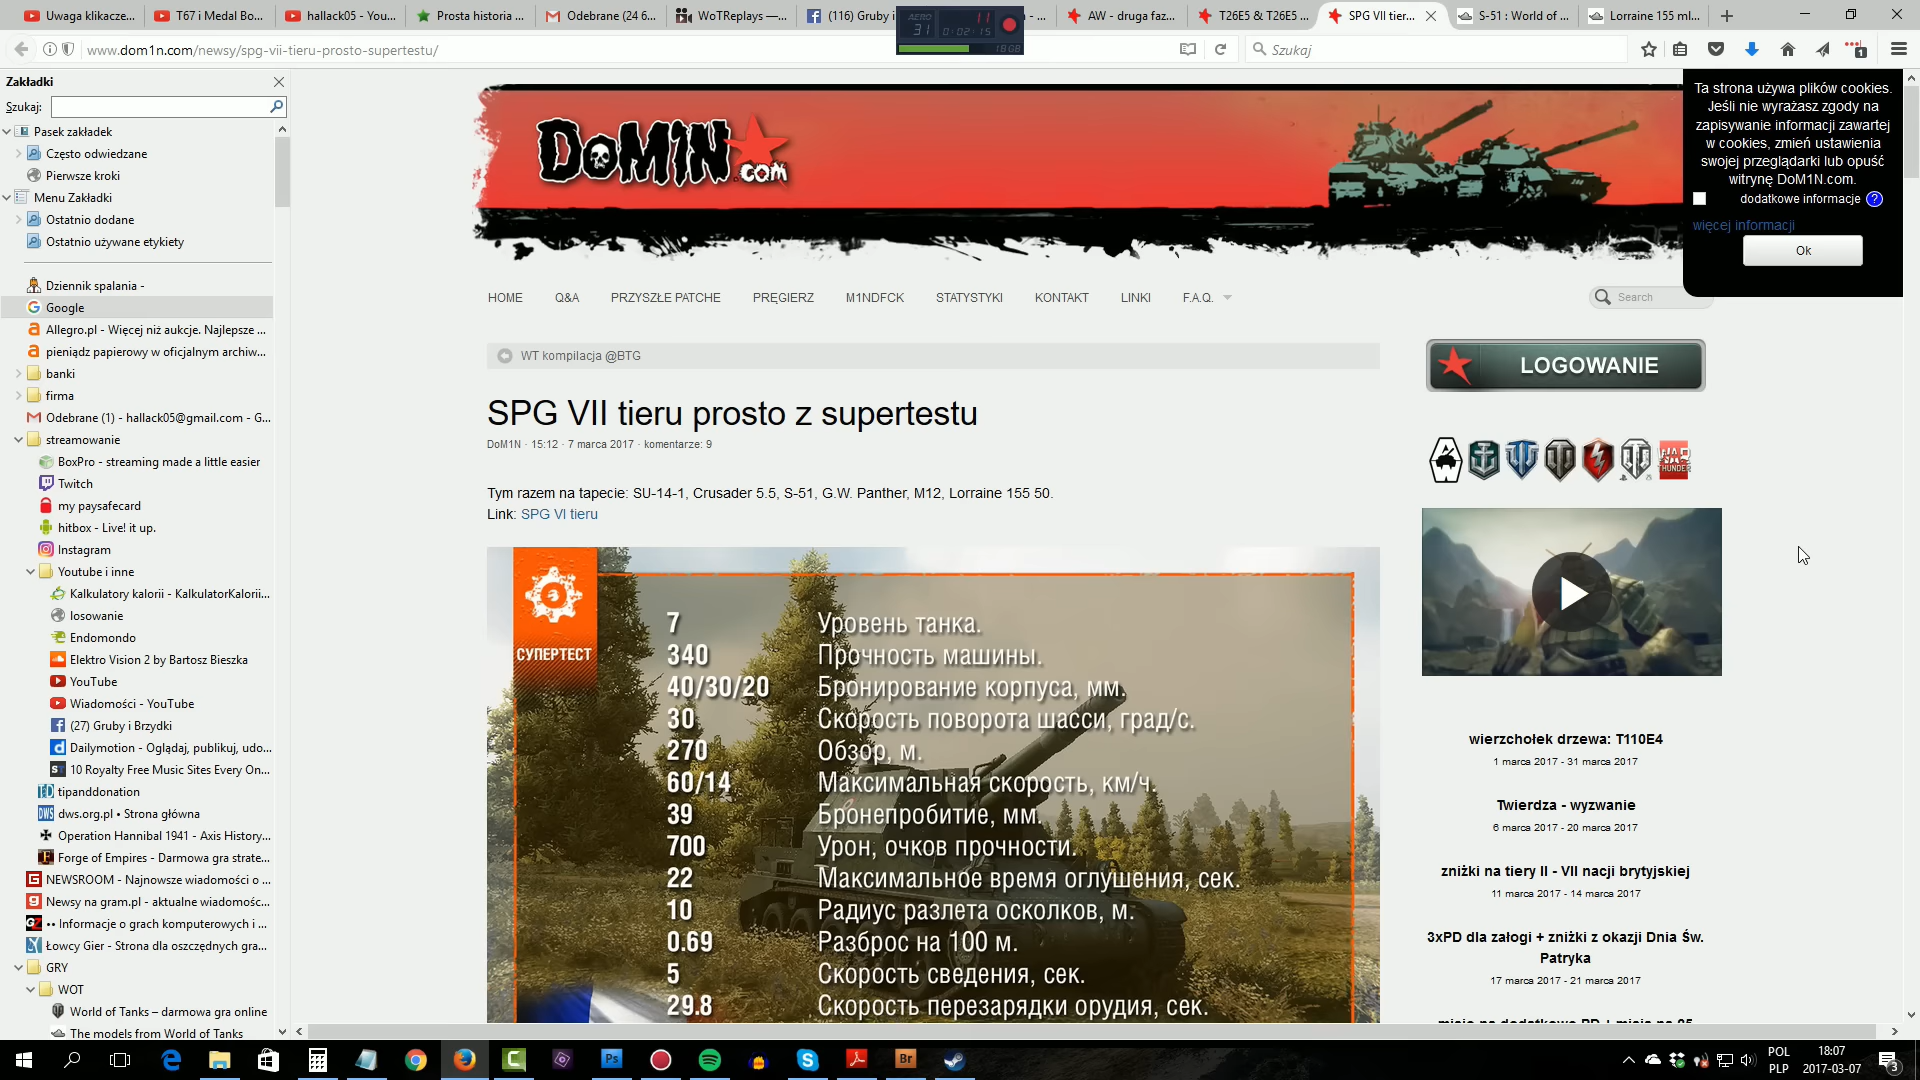 Uwaga klikacze...
T67 i Medal Bo...
hallack05 - You...
Prosta historia ...
Odebrane (24 6...
WoTReplays —...
(116) Gruby i
- ...
AW - druga faz...
T26E5 & T26E5 ...
SPG VII tier...
S-51 : World of ...
Lorraine 155 ml...
AERO
31
11
0:02:15
18GB
www.dom1n.com/newsy/spg-vii-tieru-prosto-supertestu/
Szukaj
Zakładki
Szukaj:
Pasek zakładek
Często odwiedzane
Pierwsze kroki
Menu Zakładki
Ostatnio dodane
Ostatnio używane etykiety
Dziennik spalania -
Google
Allegro.pl - Więcej niż aukcje. Najlepsze ...
pieniądz papierowy w oficjalnym archiw...
banki
firma
Odebrane (1) - hallack05@gmail.com - G...
streamowanie
BoxPro - streaming made a little easier
Twitch
my paysafecard
hitbox - Live! it up.
Instagram
Youtube i inne
Kalkulatory kalorii - KalkulatorKalorii...
losowanie
Endomondo
Elektro Vision 2 by Bartosz Bieszka
YouTube
Wiadomości - YouTube
(27) Gruby i Brzydki
Dailymotion - Oglądaj, publikuj, udo...
10 Royalty Free Music Sites Every On...
tipanddonation
dws.org.pl • Strona główna
Operation Hannibal 1941 - Axis History...
Forge of Empires - Darmowa gra strate...
NEWSROOM - Najnowsze wiadomości o ...
Newsy na gram.pl - aktualne wiadomośc...
•• Informacje o grach komputerowych i ...
Łowcy Gier - Strona dla oszczędnych gra...
GRY
WOT
World of Tanks – darmowa gra online
The models from World of Tanks
DoM1N.com
Ta strona używa plików cookies.
Jeśli nie wyrażasz zgody na
zapisywanie informacji zawartej
w cookies, zmień ustawienia
swojej przeglądarki lub opuść
witrynę DoM1N.com.
dodatkowe informacje ?
więcej informacji
Ok
HOME
Q&A
PRZYSZŁE PATCHE
PRĘGIERZ
M1NDFCK
STATYSTYKI
KONTAKT
LINKI
F.A.Q.
Search
WT kompilacja @BTG
SPG VII tieru prosto z supertestu
DoM1N · 15:12 · 7 marca 2017 · komentarze: 9
Tym razem na tapecie: SU-14-1, Crusader 5.5, S-51, G.W. Panther, M12, Lorraine 155 50.
Link: SPG VI tieru
СУПЕРТЕСТ
7 Уровень танка.
340 Прочность машины.
40/30/20 Бронирование корпуса, мм.
30 Скорость поворота шасси, град/с.
270 Обзор, м.
60/14 Максимальная скорость, км/ч.
39 Бронепробитие, мм.
700 Урон, очков прочности.
22 Максимальное время оглушения, сек.
10 Радиус разлета осколков, м.
0.69 Разброс на 100 м.
5 Скорость сведения, сек.
29.8 Скорость перезарядки орудия, сек.
LOGOWANIE
WAR THUNDER
wierzchołek drzewa: T110E4
1 marca 2017 - 31 marca 2017
Twierdza - wyzwanie
6 marca 2017 - 20 marca 2017
zniżki na tiery II - VII nacji brytyjskiej
11 marca 2017 - 14 marca 2017
3xPD dla załogi + zniżki z okazji Dnia Św.
Patryka
17 marca 2017 - 21 marca 2017
POL
PLP
18:07
2017-03-07
3